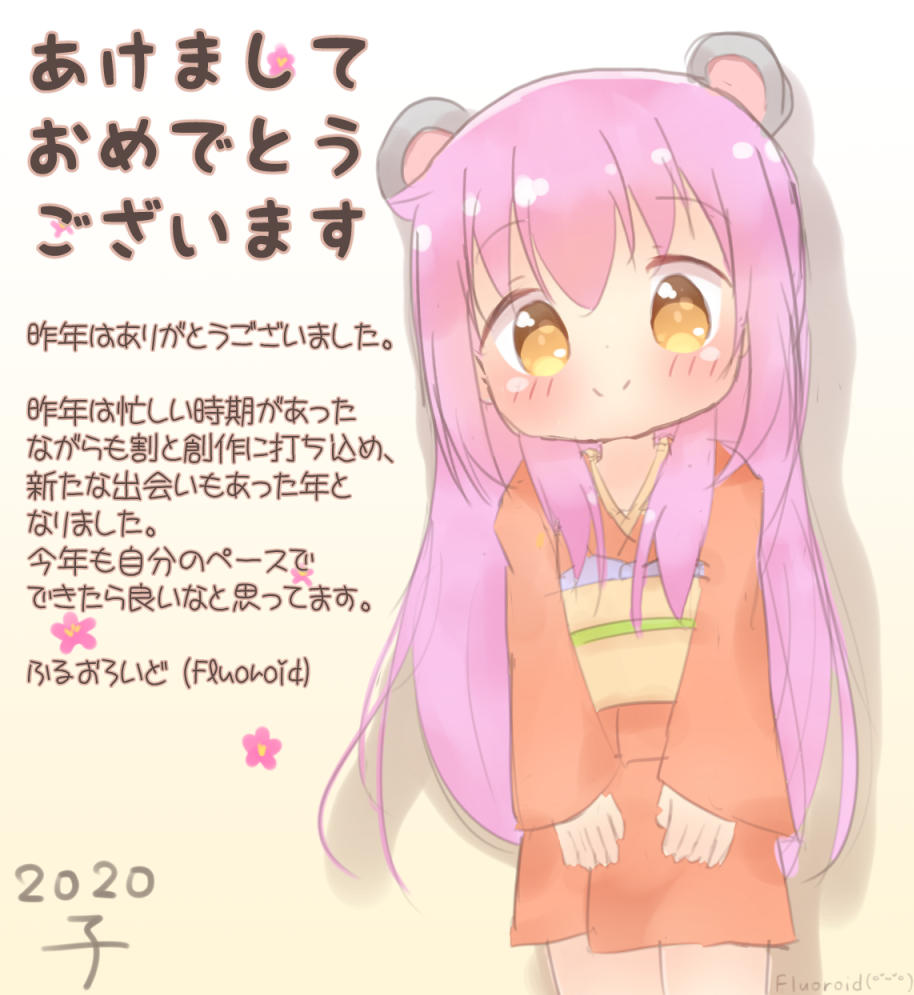 あけまして
おめでとう
ございます
昨年はありがとうございました。
昨年は忙しい時期があった
ながらも割と創作に打ち込め、
新たな出会いもあった年と
なりました。
今年も自分のペースで
できたら良いなと思ってます。
ふるおろいど (Fluoroid)
2020
子
Fluoroid(°˘ᵕ˘°)